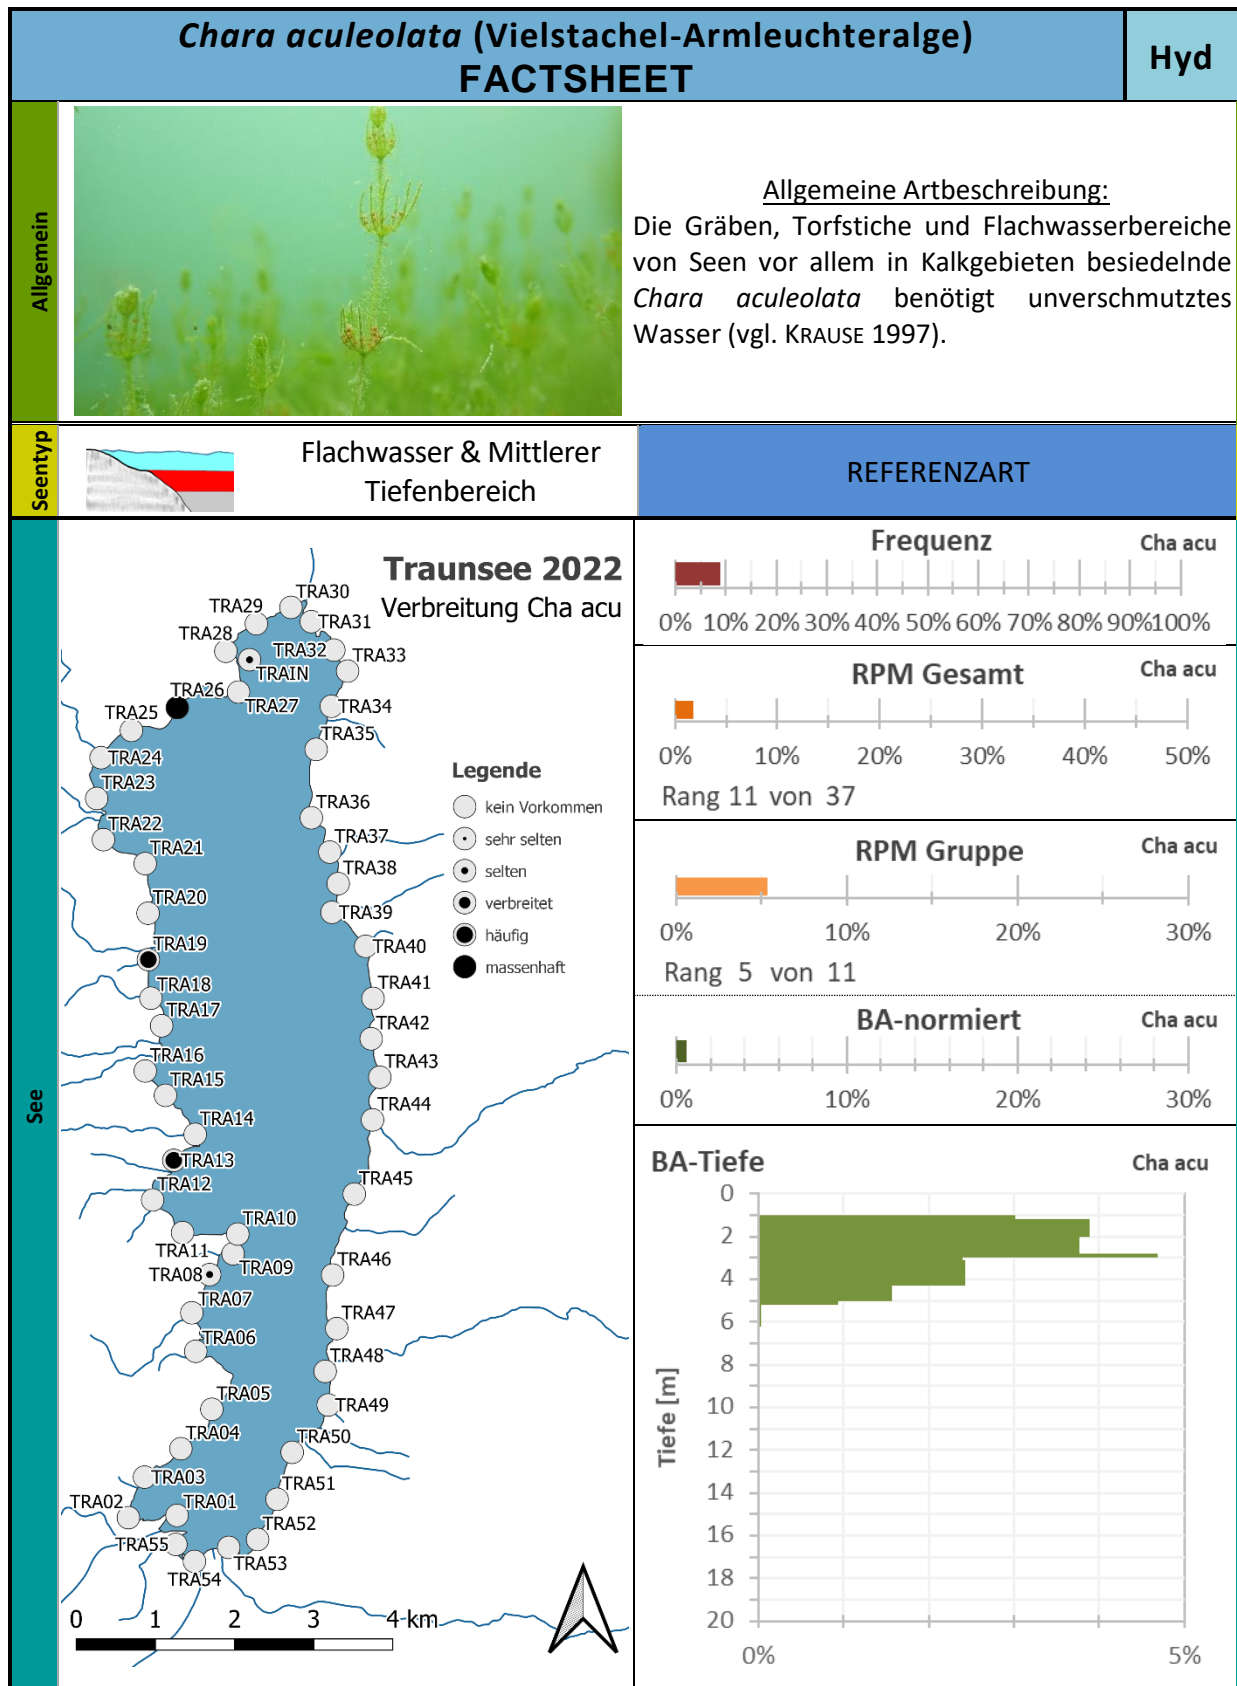 Chara aculeolata (Vielstachel-Armleuchteralge)
FACTSHEET
Hyd
Allgemein
Allgemeine Artbeschreibung:
Die Gräben, Torfstiche und Flachwasserbereiche
von Seen vor allem in Kalkgebieten besiedelnde
Chara aculeolata benötigt unverschmutztes
Wasser (vgl. KRAUSE 1997).
Seentyp
Flachwasser & Mittlerer
Tiefenbereich
REFERENZART
See
Traunsee 2022
Verbreitung Cha acu
TRA30
TRA29
TRA31
TRA28
TRA32
TRA33
TRAIN
TRA26
TRA27
TRA34
TRA25
TRA35
TRA24
TRA23
TRA36
TRA22
TRA37
TRA21
TRA38
TRA20
TRA39
TRA19
TRA40
TRA18
TRA41
TRA17
TRA42
TRA16
TRA43
TRA15
TRA44
TRA14
TRA13
TRA12
TRA45
TRA10
TRA11
TRA09
TRA08
TRA46
TRA07
TRA47
TRA06
TRA48
TRA05
TRA49
TRA04
TRA50
TRA03
TRA51
TRA02
TRA01
TRA52
TRA55
TRA53
TRA54
Legende
kein Vorkommen
sehr selten
selten
verbreitet
häufig
massenhaft
0 1 2 3 4 km
Frequenz
Cha acu
0% 10% 20% 30% 40% 50% 60% 70% 80% 90% 100%
RPM Gesamt
Cha acu
0% 10% 20% 30% 40% 50%
Rang 11 von 37
RPM Gruppe
Cha acu
0% 10% 20% 30%
Rang 5 von 11
BA-normiert
Cha acu
0% 10% 20% 30%
BA-Tiefe
Cha acu
Tiefe [m]
0
2
4
6
8
10
12
14
16
18
20
0% 5%